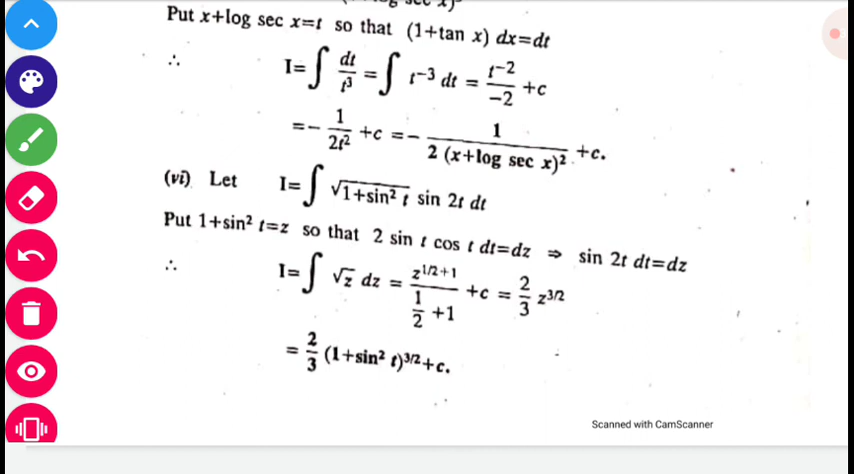 Put x+log sec x=t so that (1+tan x) dx=dt
∴ I=∫ dt/t³ =∫ t⁻³ dt = t⁻²/−2 +c
=− 1/2t² +c =− 1/2 (x+log sec x)² +c.
(vi) Let I=∫ √1+sin² t sin 2t dt
Put 1+sin² t=z so that 2 sin t cos t dt=dz ⇒ sin 2t dt=dz
∴ I=∫ √z dz = z^1/2+1 / 1/2 +1 +c = 2/3 z^3/2
= 2/3 (1+sin² t)^3/2+c.
Scanned with CamScanner